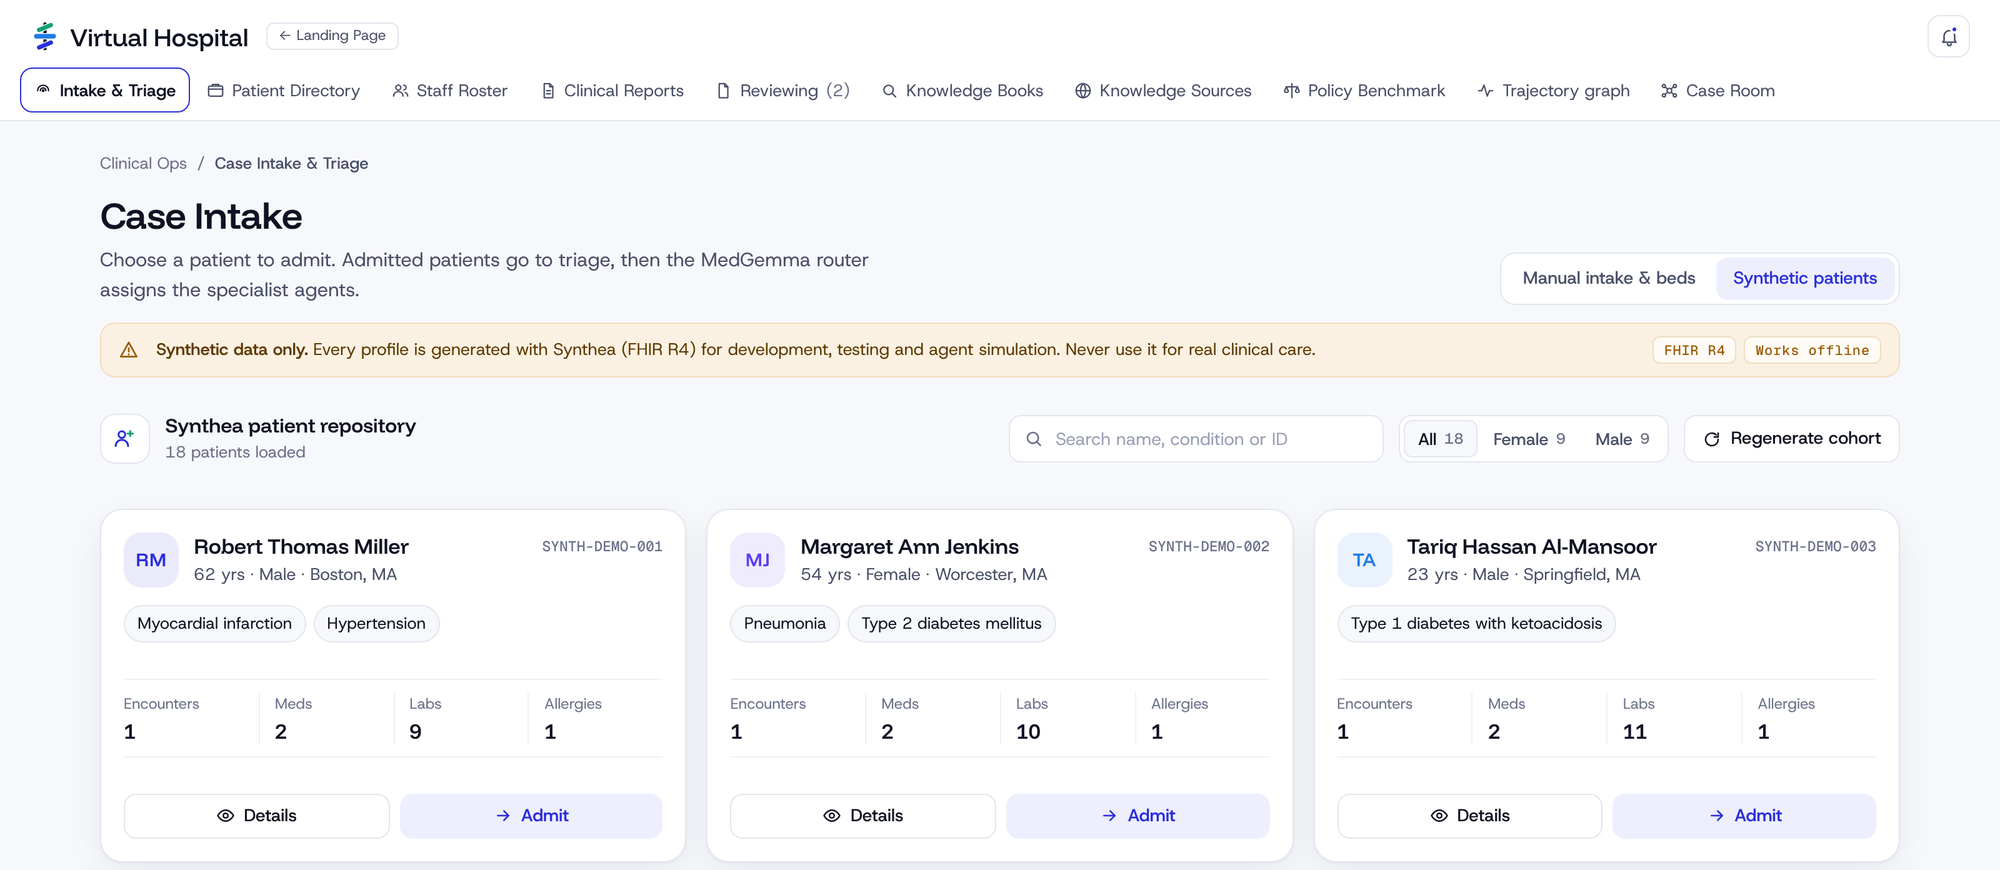 Virtual Hospital
← Landing Page
Intake & Triage
Patient Directory
Staff Roster
Clinical Reports
Reviewing (2)
Knowledge Books
Knowledge Sources
Policy Benchmark
Trajectory graph
Case Room
Clinical Ops / Case Intake & Triage
Case Intake
Choose a patient to admit. Admitted patients go to triage, then the MedGemma router
assigns the specialist agents.
Manual intake & beds
Synthetic patients
Synthetic data only. Every profile is generated with Synthea (FHIR R4) for development, testing and agent simulation. Never use it for real clinical care.
FHIR R4
Works offline
Synthea patient repository
18 patients loaded
Search name, condition or ID
All 18
Female 9
Male 9
Regenerate cohort
RM
Robert Thomas Miller
SYNTH-DEMO-001
62 yrs · Male · Boston, MA
Myocardial infarction
Hypertension
Encounters
1
Meds
2
Labs
9
Allergies
1
Details
→ Admit
MJ
Margaret Ann Jenkins
SYNTH-DEMO-002
54 yrs · Female · Worcester, MA
Pneumonia
Type 2 diabetes mellitus
Encounters
1
Meds
2
Labs
10
Allergies
1
Details
→ Admit
TA
Tariq Hassan Al-Mansoor
SYNTH-DEMO-003
23 yrs · Male · Springfield, MA
Type 1 diabetes with ketoacidosis
Encounters
1
Meds
2
Labs
11
Allergies
1
Details
→ Admit